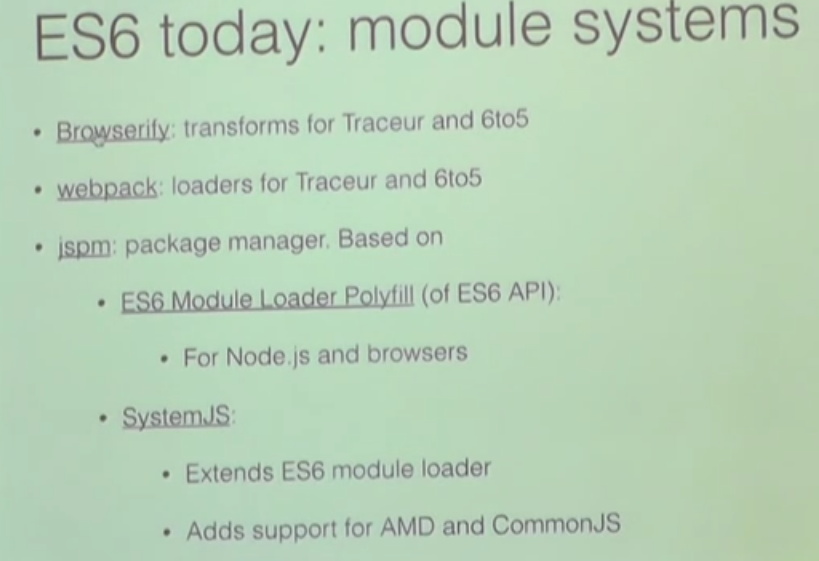 ES6 today: module systems
• Browserify: transforms for Traceur and 6to5
• webpack: loaders for Traceur and 6to5
• jspm: package manager. Based on
• ES6 Module Loader Polyfill (of ES6 API):
• For Node.js and browsers
• SystemJS:
• Extends ES6 module loader
• Adds support for AMD and CommonJS